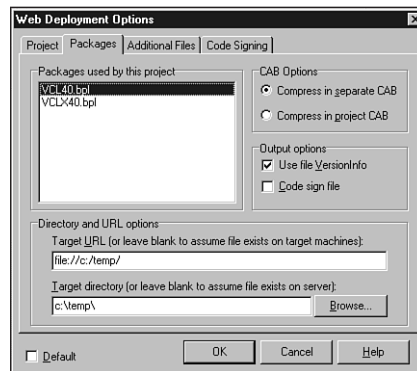 Web Deployment Options
Project Packages Additional Files Code Signing
Packages used by this project
VCL40.bpl
VCLX40.bpl
CAB Options
Compress in separate CAB
Compress in project CAB
Output options
Use file VersionInfo
Code sign file
Directory and URL options
Target URL (or leave blank to assume file exists on target machines):
file://c:/temp/
Target directory (or leave blank to assume file exists on server):
c:\temp\
Browse...
Default
OK Cancel Help